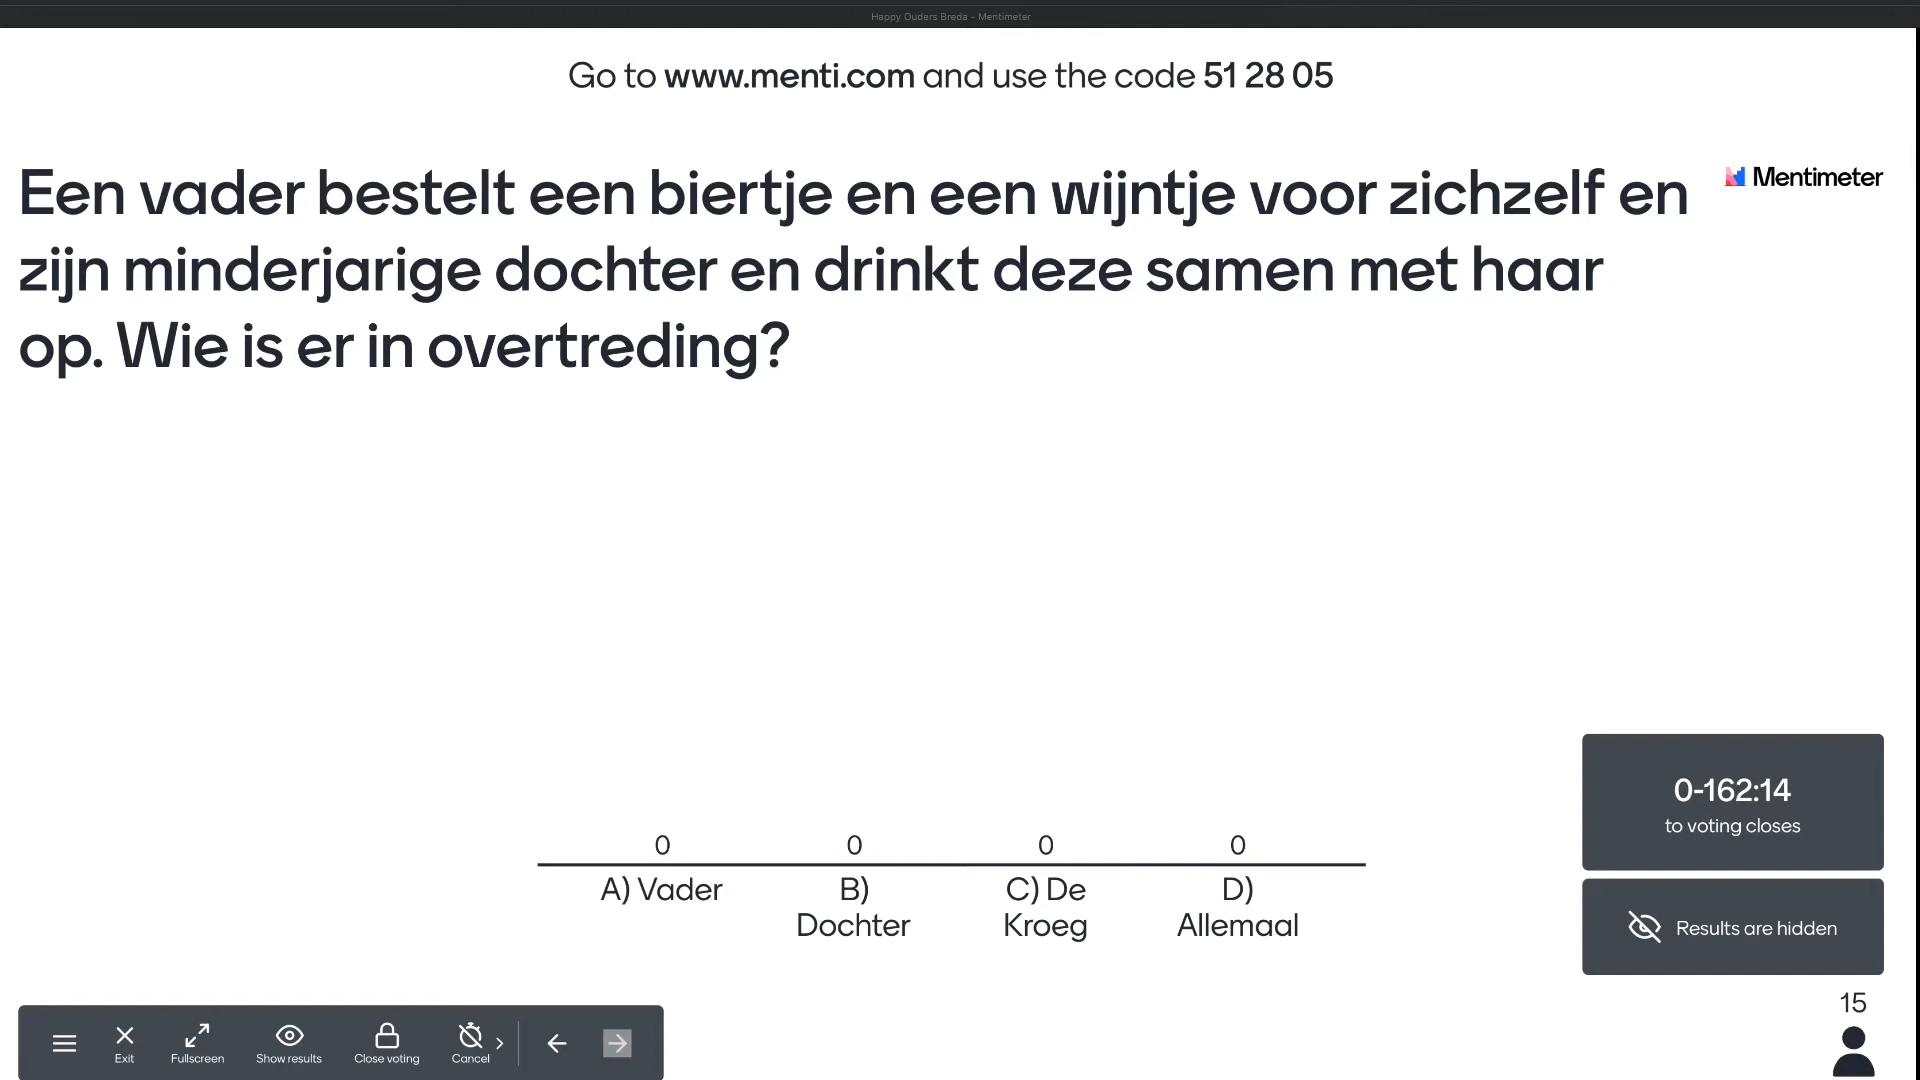 Happy Ouders Breda – Mentimeter
Go to www.menti.com and use the code 51 28 05
Een vader bestelt een biertje en een wijntje voor zichzelf en
zijn minderjarige dochter en drinkt deze samen met haar
op. Wie is er in overtreding?
Mentimeter
0-162:14
to voting closes
0 0 0 0
A) Vader
B)
Dochter
C) De
Kroeg
D)
Allemaal
Results are hidden
15
Exit
Fullscreen
Show results
Close voting
Cancel